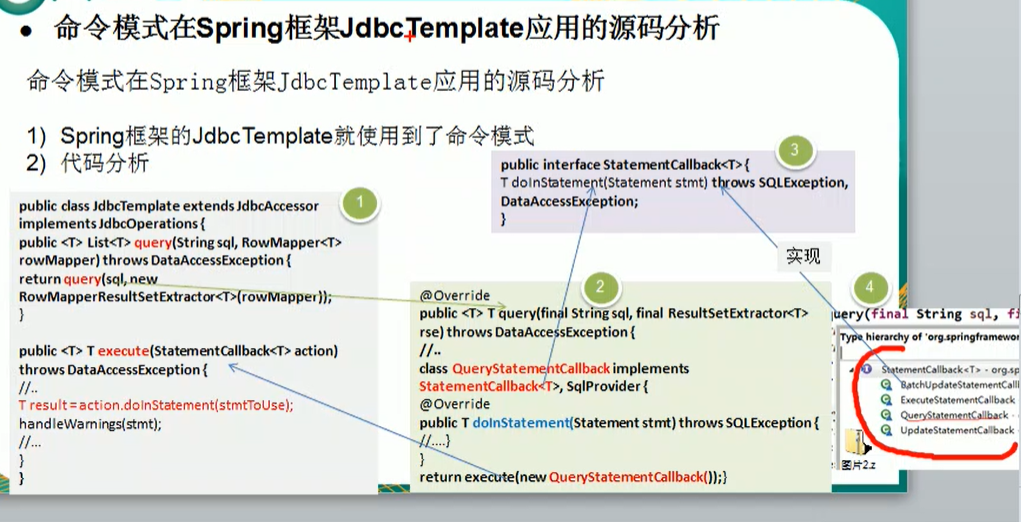 命令模式在Spring框架JdbcTemplate应用的源码分析
命令模式在Spring框架JdbcTemplate应用的源码分析
1) Spring框架的JdbcTemplate就使用到了命令模式
2) 代码分析
1
public class JdbcTemplate extends JdbcAccessor
implements JdbcOperations {
public <T> List<T> query(String sql, RowMapper<T>
rowMapper) throws DataAccessException {
return query(sql, new
RowMapperResultSetExtractor<T>(rowMapper));
}
public <T> T execute(StatementCallback<T> action)
throws DataAccessException {
//..
T result = action.doInStatement(stmtToUse);
handleWarnings(stmt);
//...
}
}
2
@Override
public <T> T query(final String sql, final ResultSetExtractor<T>
rse) throws DataAccessException {
//..
class QueryStatementCallback implements
StatementCallback<T>, SqlProvider {
@Override
public T doInStatement(Statement stmt) throws SQLException {
//....}
}
return execute(new QueryStatementCallback());}
3
public interface StatementCallback<T> {
T doInStatement(Statement stmt) throws SQLException,
DataAccessException;
}
实现
4
uery(final String sql, fi
Type hierarchy of 'org.springframewor
StatementCallback<T> - org.sp
BatchUpdateStatementCall
ExecuteStatementCallback
QueryStatementCallback -
UpdateStatementCallback
图片2.z